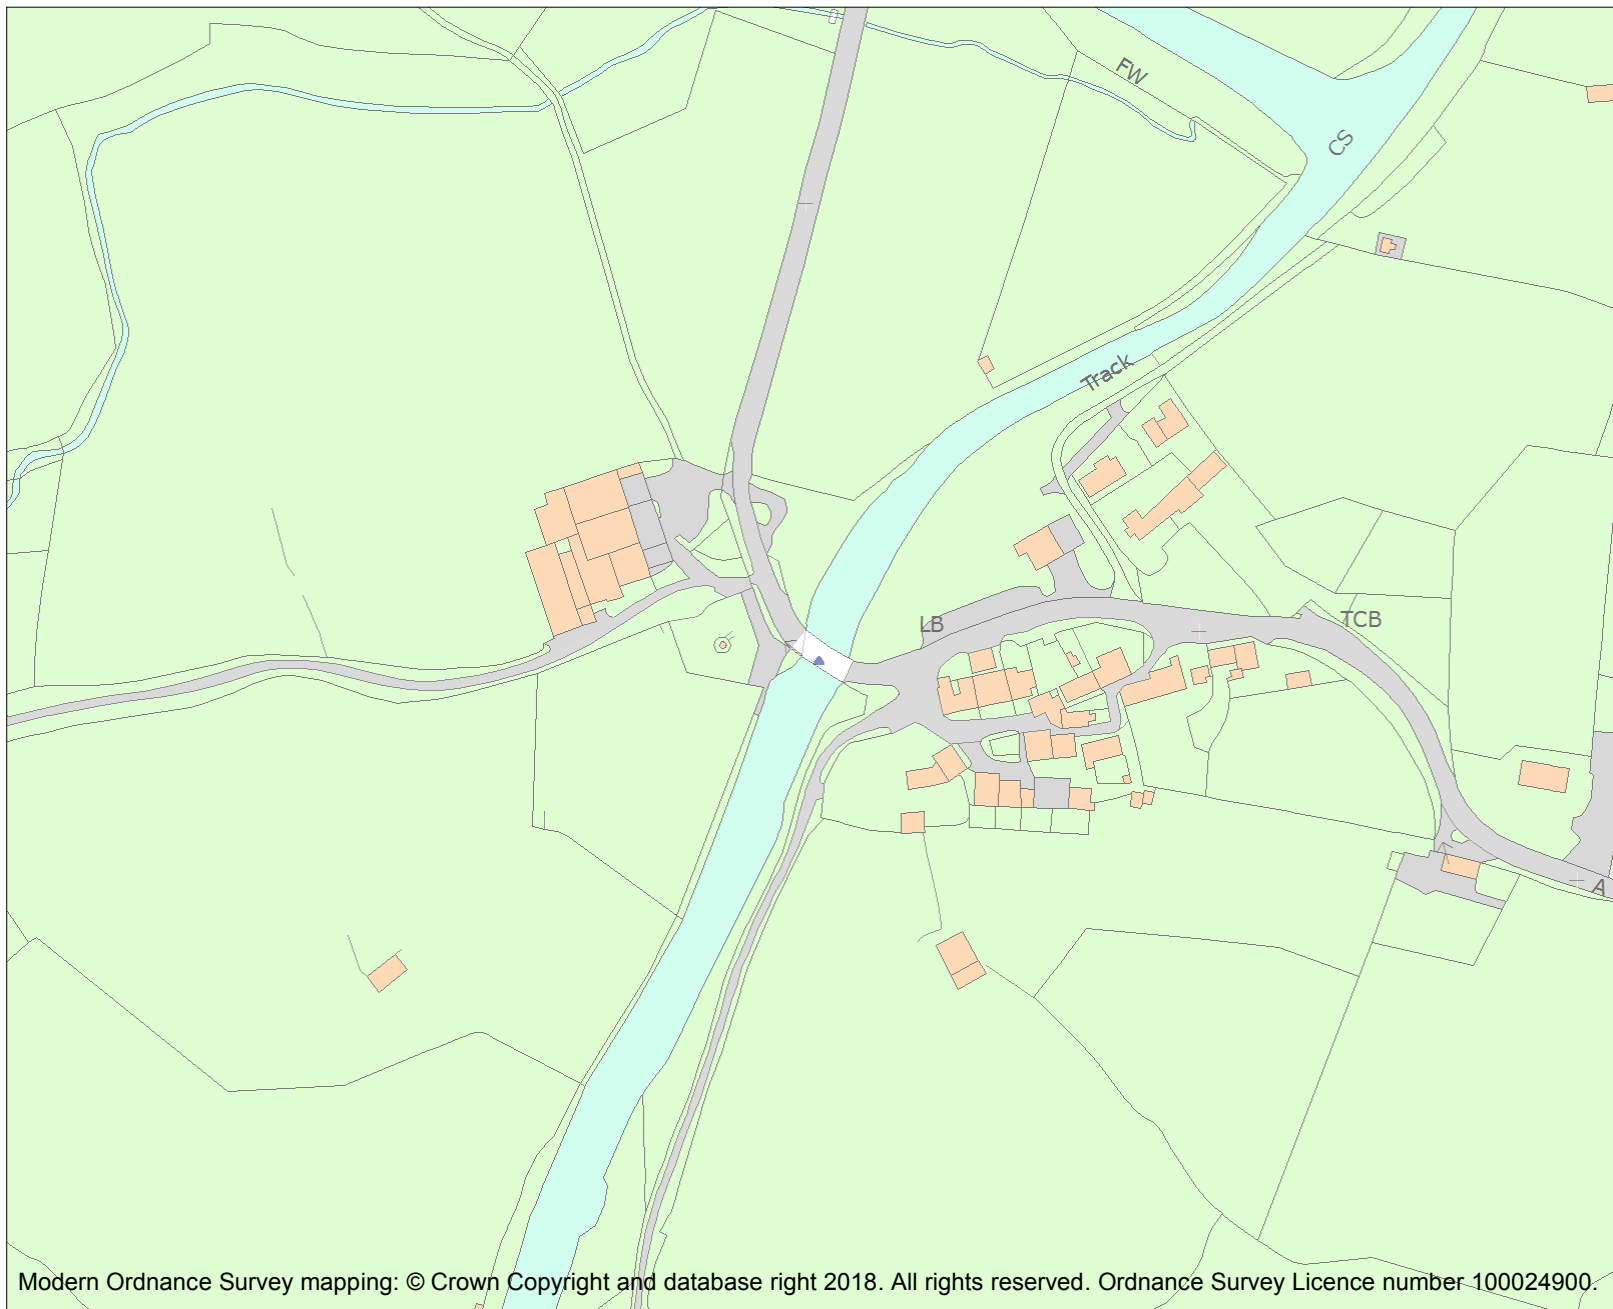 FW
CS
Track
LB
TCB
A
Modern Ordnance Survey mapping: © Crown Copyright and database right 2018. All rights reserved. Ordnance Survey Licence number 100024900.